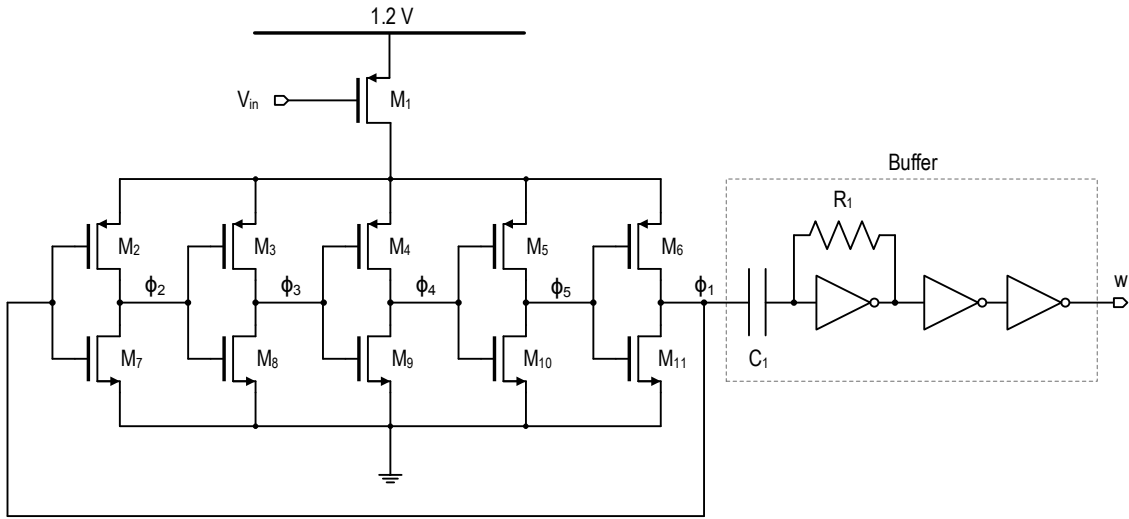 1.2 V
V_in
M₁
Buffer
R₁
M₂
M₃
M₄
M₅
M₆
ϕ₂
ϕ₃
ϕ₄
ϕ₅
ϕ₁
w
M₇
M₈
M₉
M₁₀
M₁₁
C₁